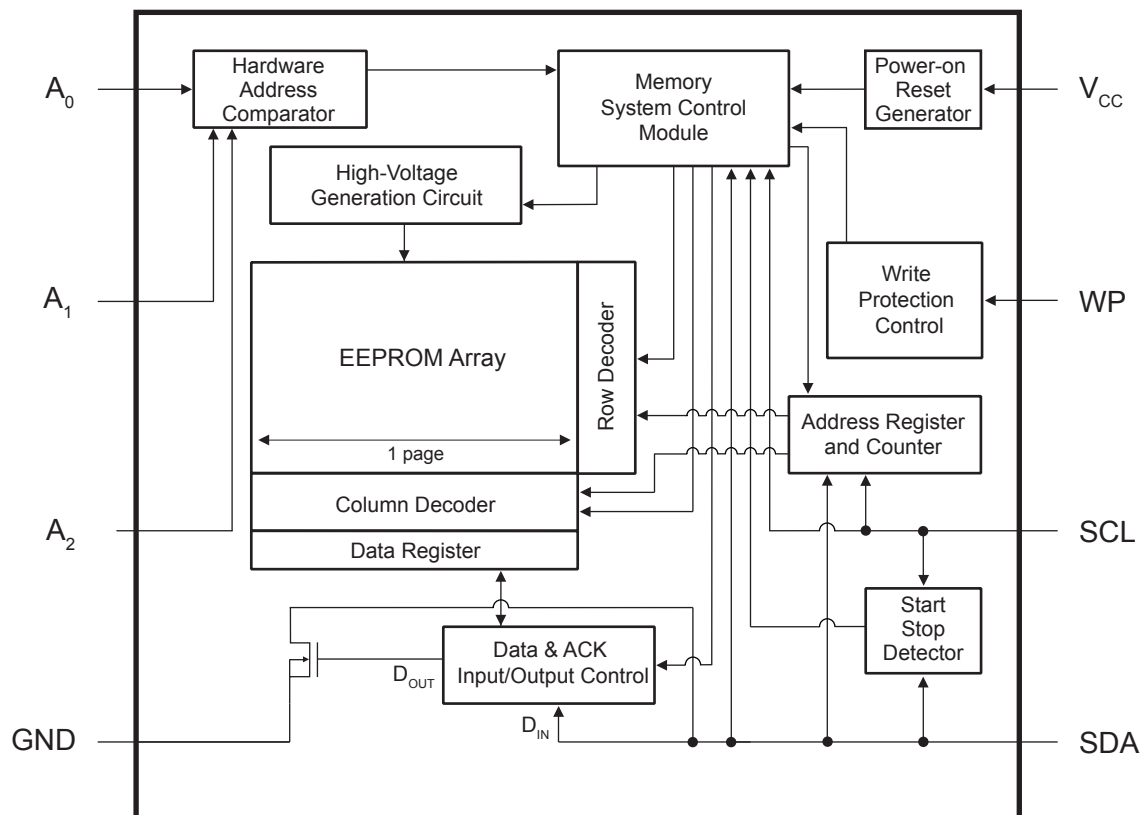 A0
Hardware
Address
Comparator
Memory
System Control
Module
Power-on
Reset
Generator
VCC
High-Voltage
Generation Circuit
A1
EEPROM Array
1 page
Row Decoder
Write
Protection
Control
WP
Address Register
and Counter
Column Decoder
Data Register
A2
SCL
Start
Stop
Detector
Data & ACK
Input/Output Control
DOUT
DIN
GND
SDA